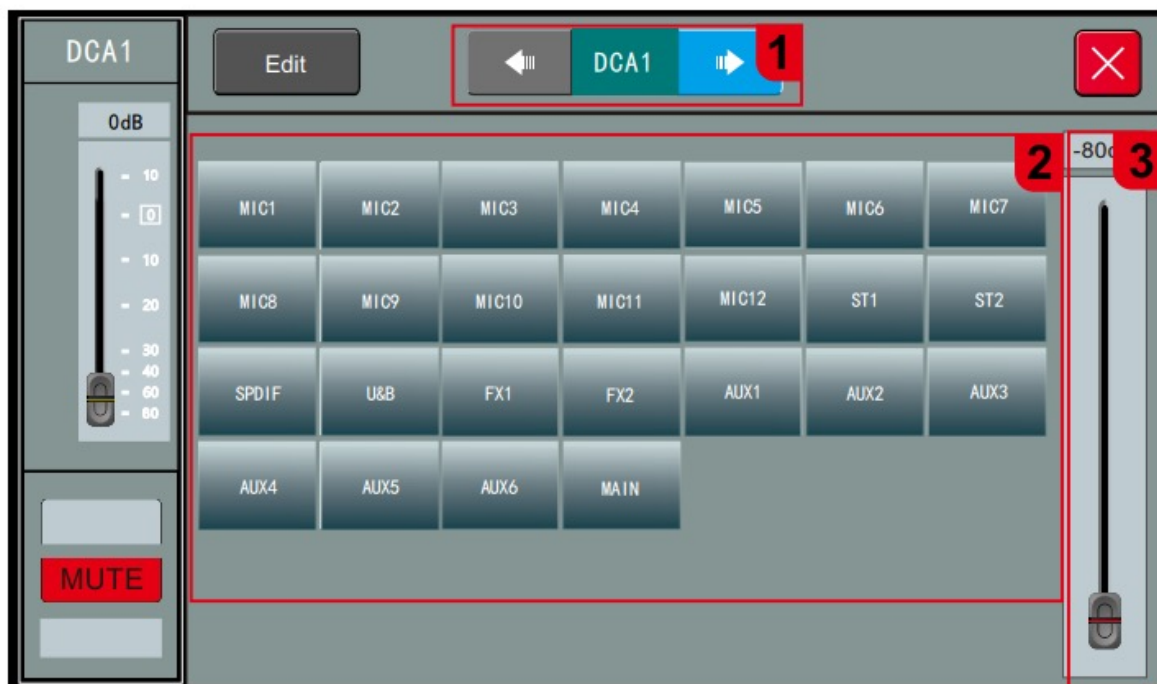 DCA1
Edit
DCA1
1
0dB
10
0
10
20
30
40
60
80
MUTE
2
-80
3
MIC1 MIC2 MIC3 MIC4 MIC5 MIC6 MIC7
MIC8 MIC9 MIC10 MIC11 MIC12 ST1 ST2
SPDIF U&B FX1 FX2 AUX1 AUX2 AUX3
AUX4 AUX5 AUX6 MAIN